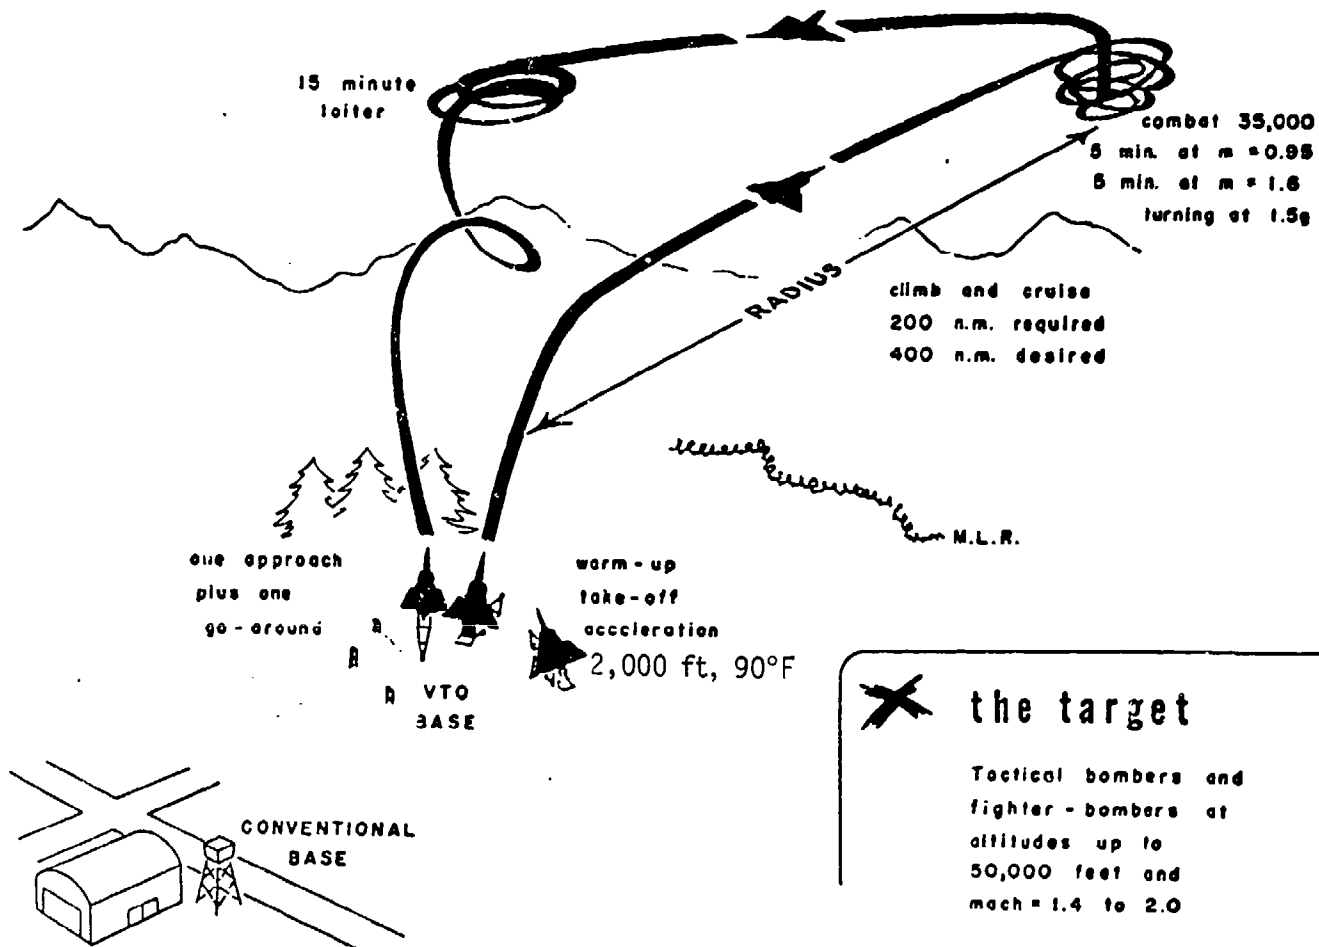 15 minute
loiter
combat 35,000
5 min. at m = 0.95
5 min. at m = 1.6
turning at 1.5g
RADIUS
climb and cruise
200 n.m. required
400 n.m. desired
M.L.R.
one approach
plus one
go-around
warm-up
take-off
acceleration
2,000 ft, 90°F
VTO
BASE
CONVENTIONAL
BASE
the target
Tactical bombers and
fighter-bombers at
altitudes up to
50,000 feet and
mach = 1.4 to 2.0